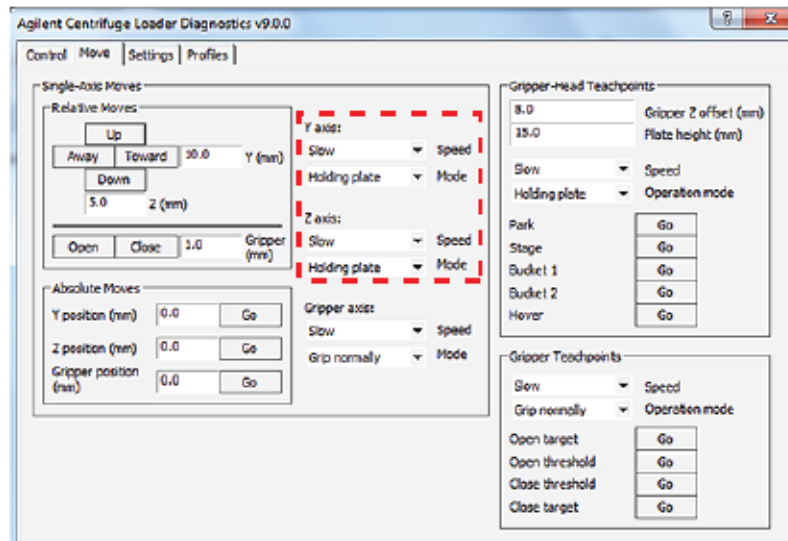 Agilent Centrifuge Loader Diagnostics v9.0.0
Control Move Settings Profiles
Single-Axis Moves
Relative Moves
Up
Away Toward 10.0 Y (mm)
Down
5.0 Z (mm)
Open Close 1.0 Gripper (mm)
Absolute Moves
Y position (mm) 0.0 Go
Z position (mm) 0.0 Go
Gripper position (mm) 0.0 Go
Y axis:
Slow Speed
Holding plate Mode
Z axis:
Slow Speed
Holding plate Mode
Gripper axis:
Slow Speed
Grip normally Mode
Gripper-Head Teachpoints
8.0 Gripper Z offset (mm)
15.0 Plate height (mm)
Slow Speed
Holding plate Operation mode
Park Go
Stage Go
Bucket 1 Go
Bucket 2 Go
Hover Go
Gripper Teachpoints
Slow Speed
Grip normally Operation mode
Open target Go
Open threshold Go
Close threshold Go
Close target Go